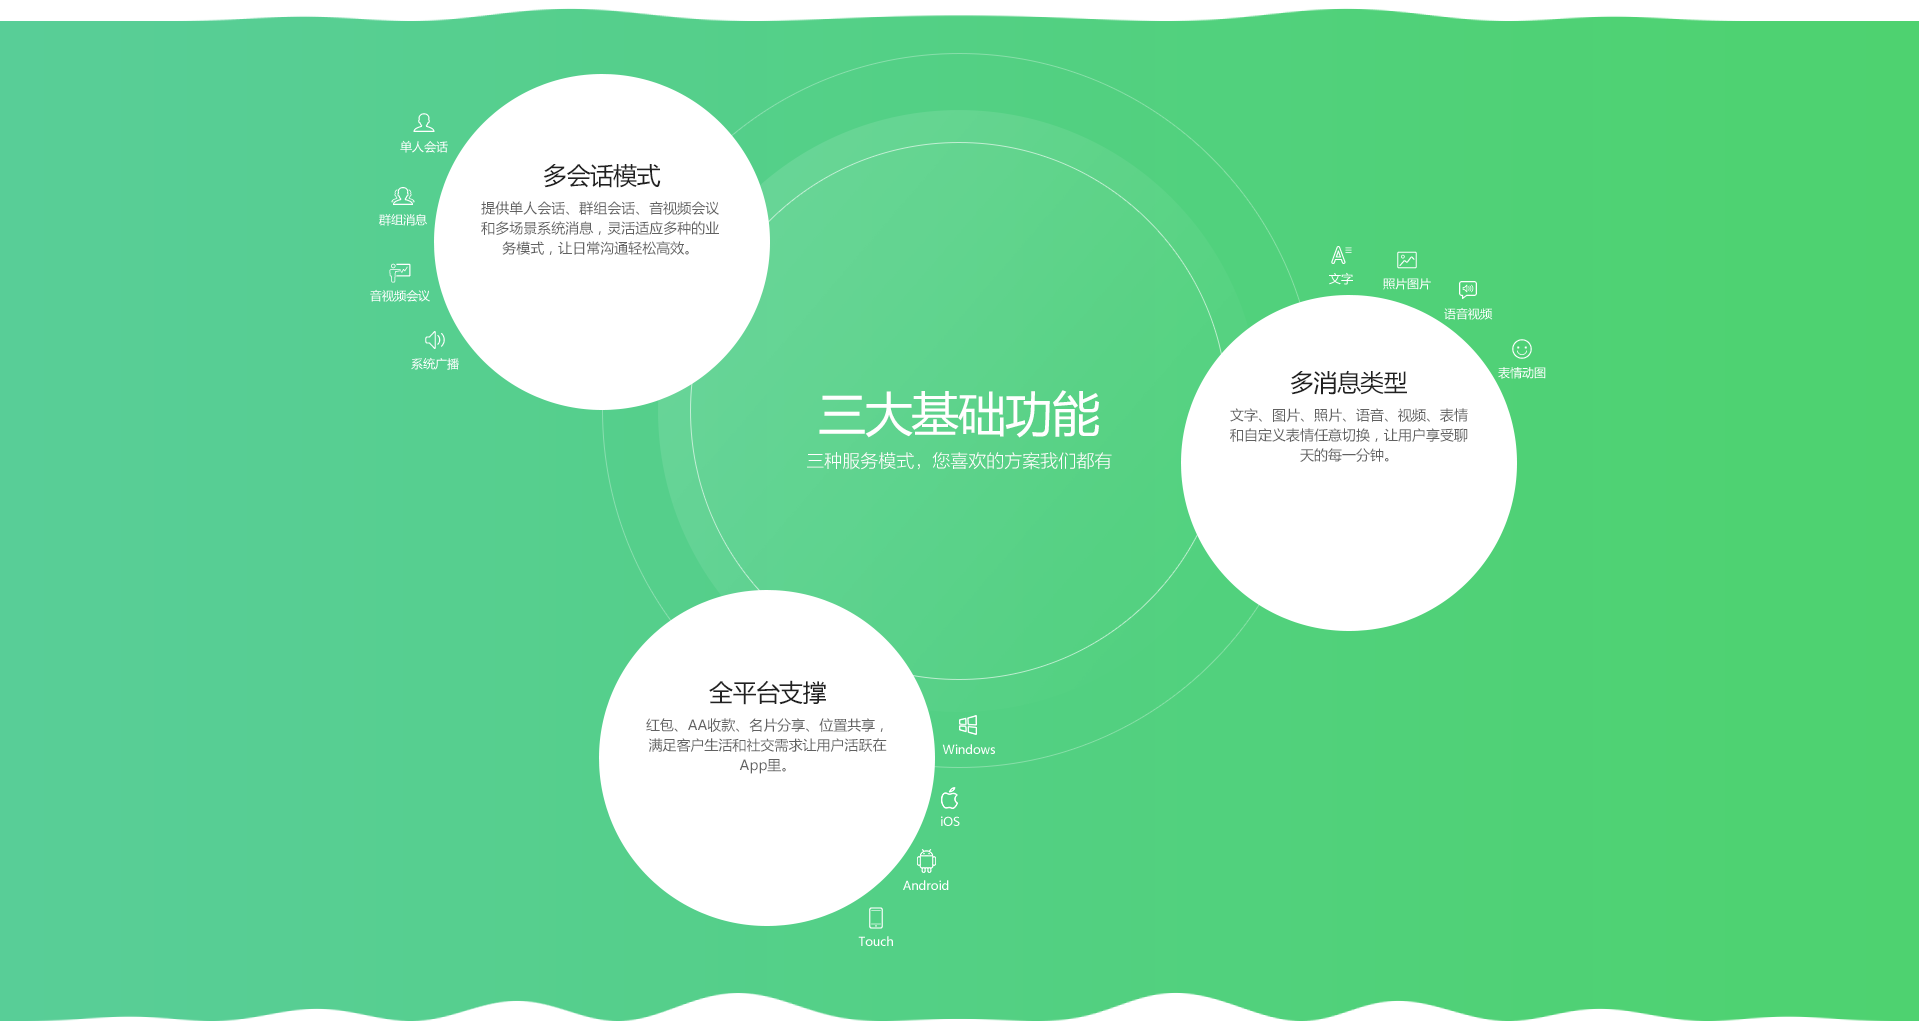 三大基础功能
三种服务模式，您喜欢的方案我们都有
多会话模式
提供单人会话、群组会话、音视频会议
和多场景系统消息，灵活适应多种的业
务模式，让日常沟通轻松高效。
单人会话
群组消息
音视频会议
系统广播
多消息类型
文字、图片、照片、语音、视频、表情
和自定义表情任意切换，让用户享受聊
天的每一分钟。
文字
照片图片
语音视频
表情动图
全平台支撑
红包、AA收款、名片分享、位置共享，
满足客户生活和社交需求让用户活跃在
App里。
Windows
iOS
Android
Touch